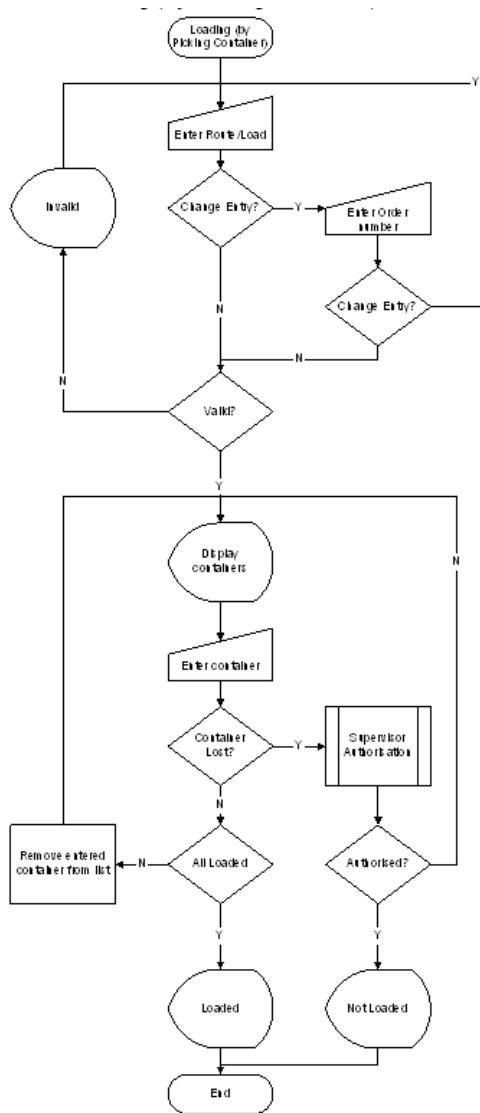 Loading (by
Picking Container)
Y
Enter Route/Load
Invalid
Change Entry?
Y
Enter Order
number
Change Entry?
N
N
N
Valid?
Y
Display
containers
N
Enter container
Container
Lost?
Y
Supervisor
Authorisation
N
Remove entered
container from list
N
All Loaded
Authorised?
Y
Y
Loaded
Not Loaded
End